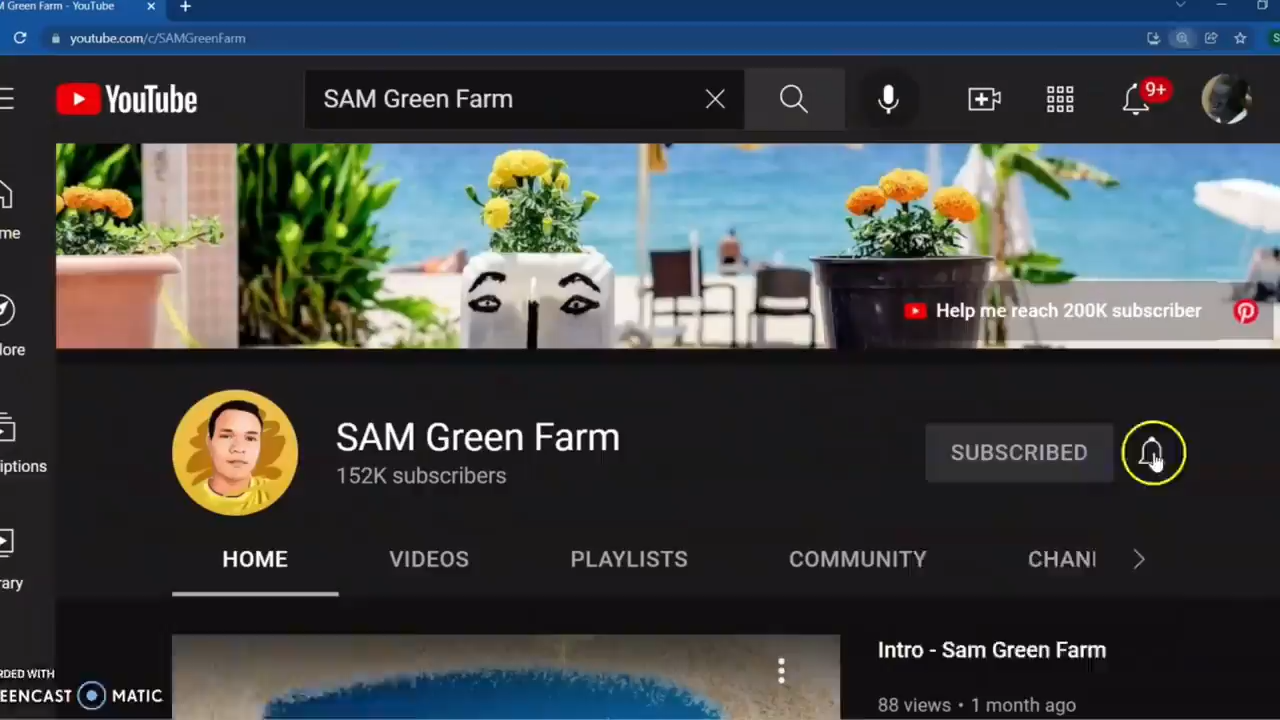 M Green Farm - YouTube
youtube.com/c/SAMGreenFarm
YouTube
SAM Green Farm
9+
S
me
Help me reach 200K subscriber
lore
SAM Green Farm
152K subscribers
SUBSCRIBED
iptions
HOME VIDEOS PLAYLISTS COMMUNITY CHANI
rary
Intro - Sam Green Farm
88 views • 1 month ago
RDED WITH
EENCAST MATIC